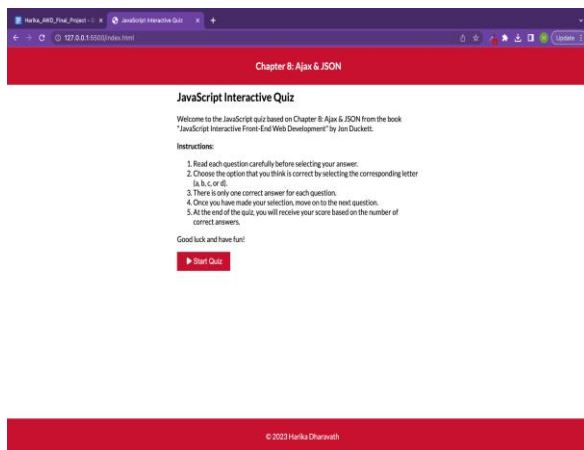 Harika_AWD_Final_Project -
JavaScript Interactive Quiz
127.0.0.1:5500/index.html
Update
Chapter 8: Ajax & JSON
JavaScript Interactive Quiz
Welcome to the JavaScript quiz based on Chapter 8: Ajax & JSON from the book
"JavaScript Interactive Front-End Web Development" by Jon Duckett.
Instructions:
1. Read each question carefully before selecting your answer.
2. Choose the option that you think is correct by selecting the corresponding letter
(a, b, c, or d).
3. There is only one correct answer for each question.
4. Once you have made your selection, move on to the next question.
5. At the end of the quiz, you will receive your score based on the number of
correct answers.
Good luck and have fun!
Start Quiz
© 2023 Harika Dharavath